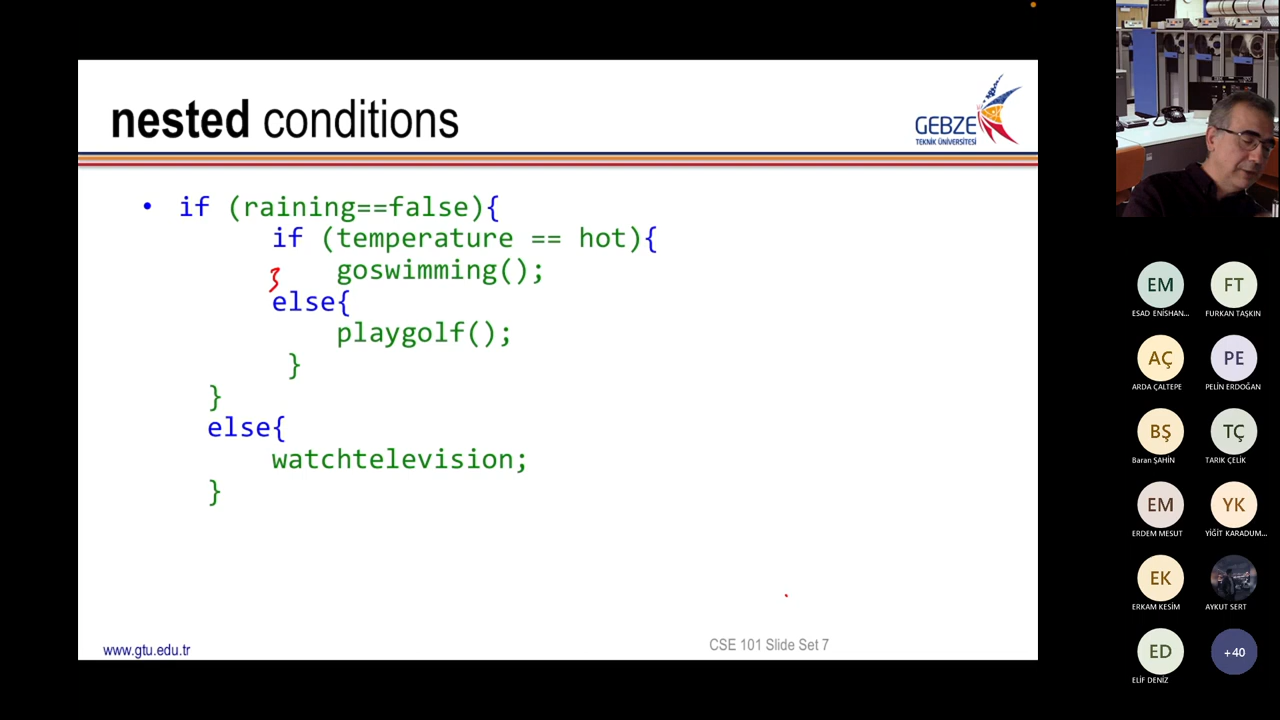 nested conditions
GEBZE
TEKNİK ÜNİVERSİTESİ
• if (raining==false){
if (temperature == hot){
goswimming();
}
else{
playgolf();
}
}
else{
watchtelevision;
}
www.gtu.edu.tr
CSE 101 Slide Set 7
EM
FT
ESAD ENİSHAN...
FURKAN TAŞKIN
AÇ
PE
ARDA ÇALTEPE
PELİN ERDOĞAN
BŞ
TÇ
Baran ŞAHİN
TARIK ÇELİK
EM
YK
ERDEM MESUT
YİĞİT KARADUM...
EK
ERKAM KESİM
AYKUT SERT
ED
+40
ELİF DENİZ